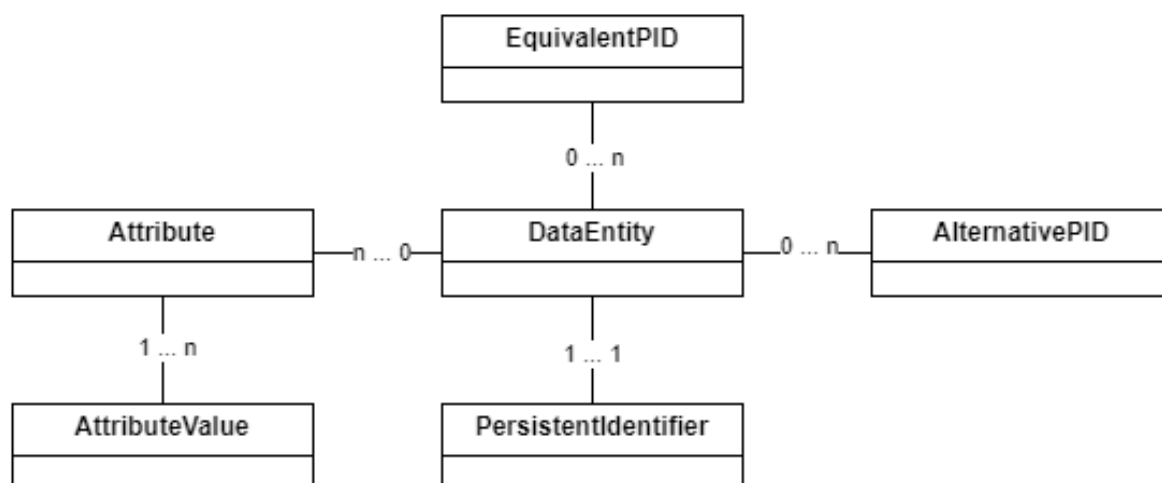 EquivalentPID
0 ... n
Attribute
n ... 0
DataEntity
0 ... n
AlternativePID
1 ... n
1 ... 1
AttributeValue
PersistentIdentifier